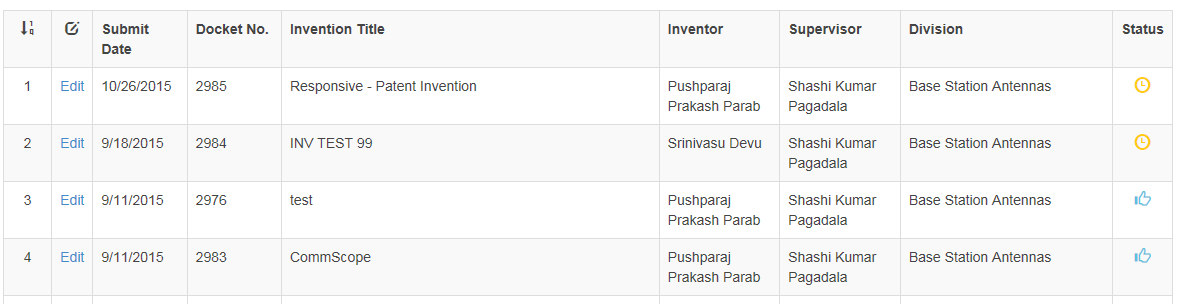 Submit Date Docket No. Invention Title Inventor Supervisor Division Status
1 Edit 10/26/2015 2985 Responsive - Patent Invention Pushparaj Prakash Parab Shashi Kumar Pagadala Base Station Antennas
2 Edit 9/18/2015 2984 INV TEST 99 Srinivasu Devu Shashi Kumar Pagadala Base Station Antennas
3 Edit 9/11/2015 2976 test Pushparaj Prakash Parab Shashi Kumar Pagadala Base Station Antennas
4 Edit 9/11/2015 2983 CommScope Pushparaj Prakash Parab Shashi Kumar Pagadala Base Station Antennas